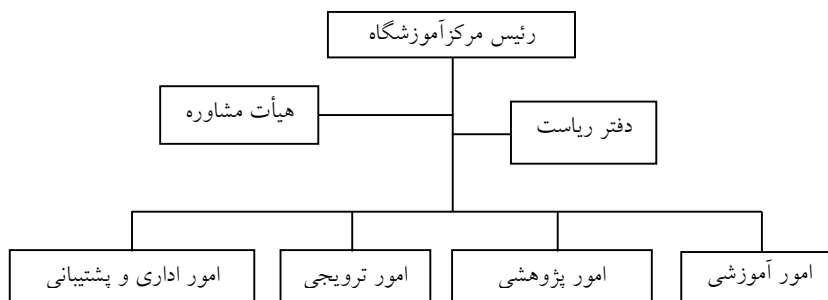 رئیس مرکزآموزشگاه
هیأت مشاوره
دفتر ریاست
امور آموزشی
امور پژوهشی
امور ترویجی
امور اداری و پشتیبانی